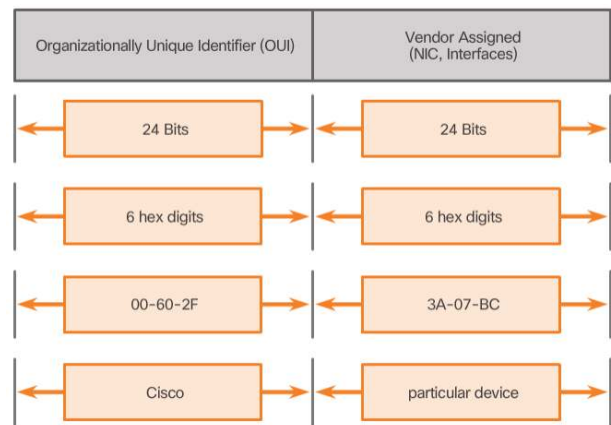 Organizationally Unique Identifier (OUI)
Vendor Assigned
(NIC, Interfaces)
24 Bits
24 Bits
6 hex digits
6 hex digits
00-60-2F
3A-07-BC
Cisco
particular device